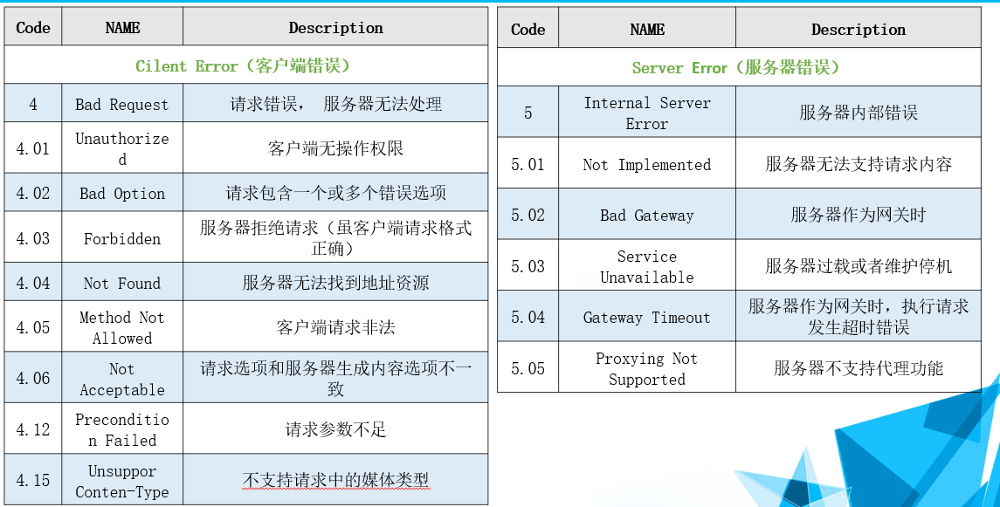 Code NAME Description
Cilent Error（客户端错误）
4 Bad Request 请求错误， 服务器无法处理
4.01 Unauthorize
d 客户端无操作权限
4.02 Bad Option 请求包含一个或多个错误选项
4.03 Forbidden 服务器拒绝请求（虽客户端请求格式
正确）
4.04 Not Found 服务器无法找到地址资源
4.05 Method Not
Allowed 客户端请求非法
4.06 Not
Acceptable 请求选项和服务器生成内容选项不一
致
4.12 Preconditio
n Failed 请求参数不足
4.15 Unsuppor
Conten-Type 不支持请求中的媒体类型
Code NAME Description
Server Error（服务器错误）
5 Internal Server
Error 服务器内部错误
5.01 Not Implemented 服务器无法支持请求内容
5.02 Bad Gateway 服务器作为网关时
5.03 Service
Unavailable 服务器过载或者维护停机
5.04 Gateway Timeout 服务器作为网关时，执行请求
发生超时错误
5.05 Proxying Not
Supported 服务器不支持代理功能